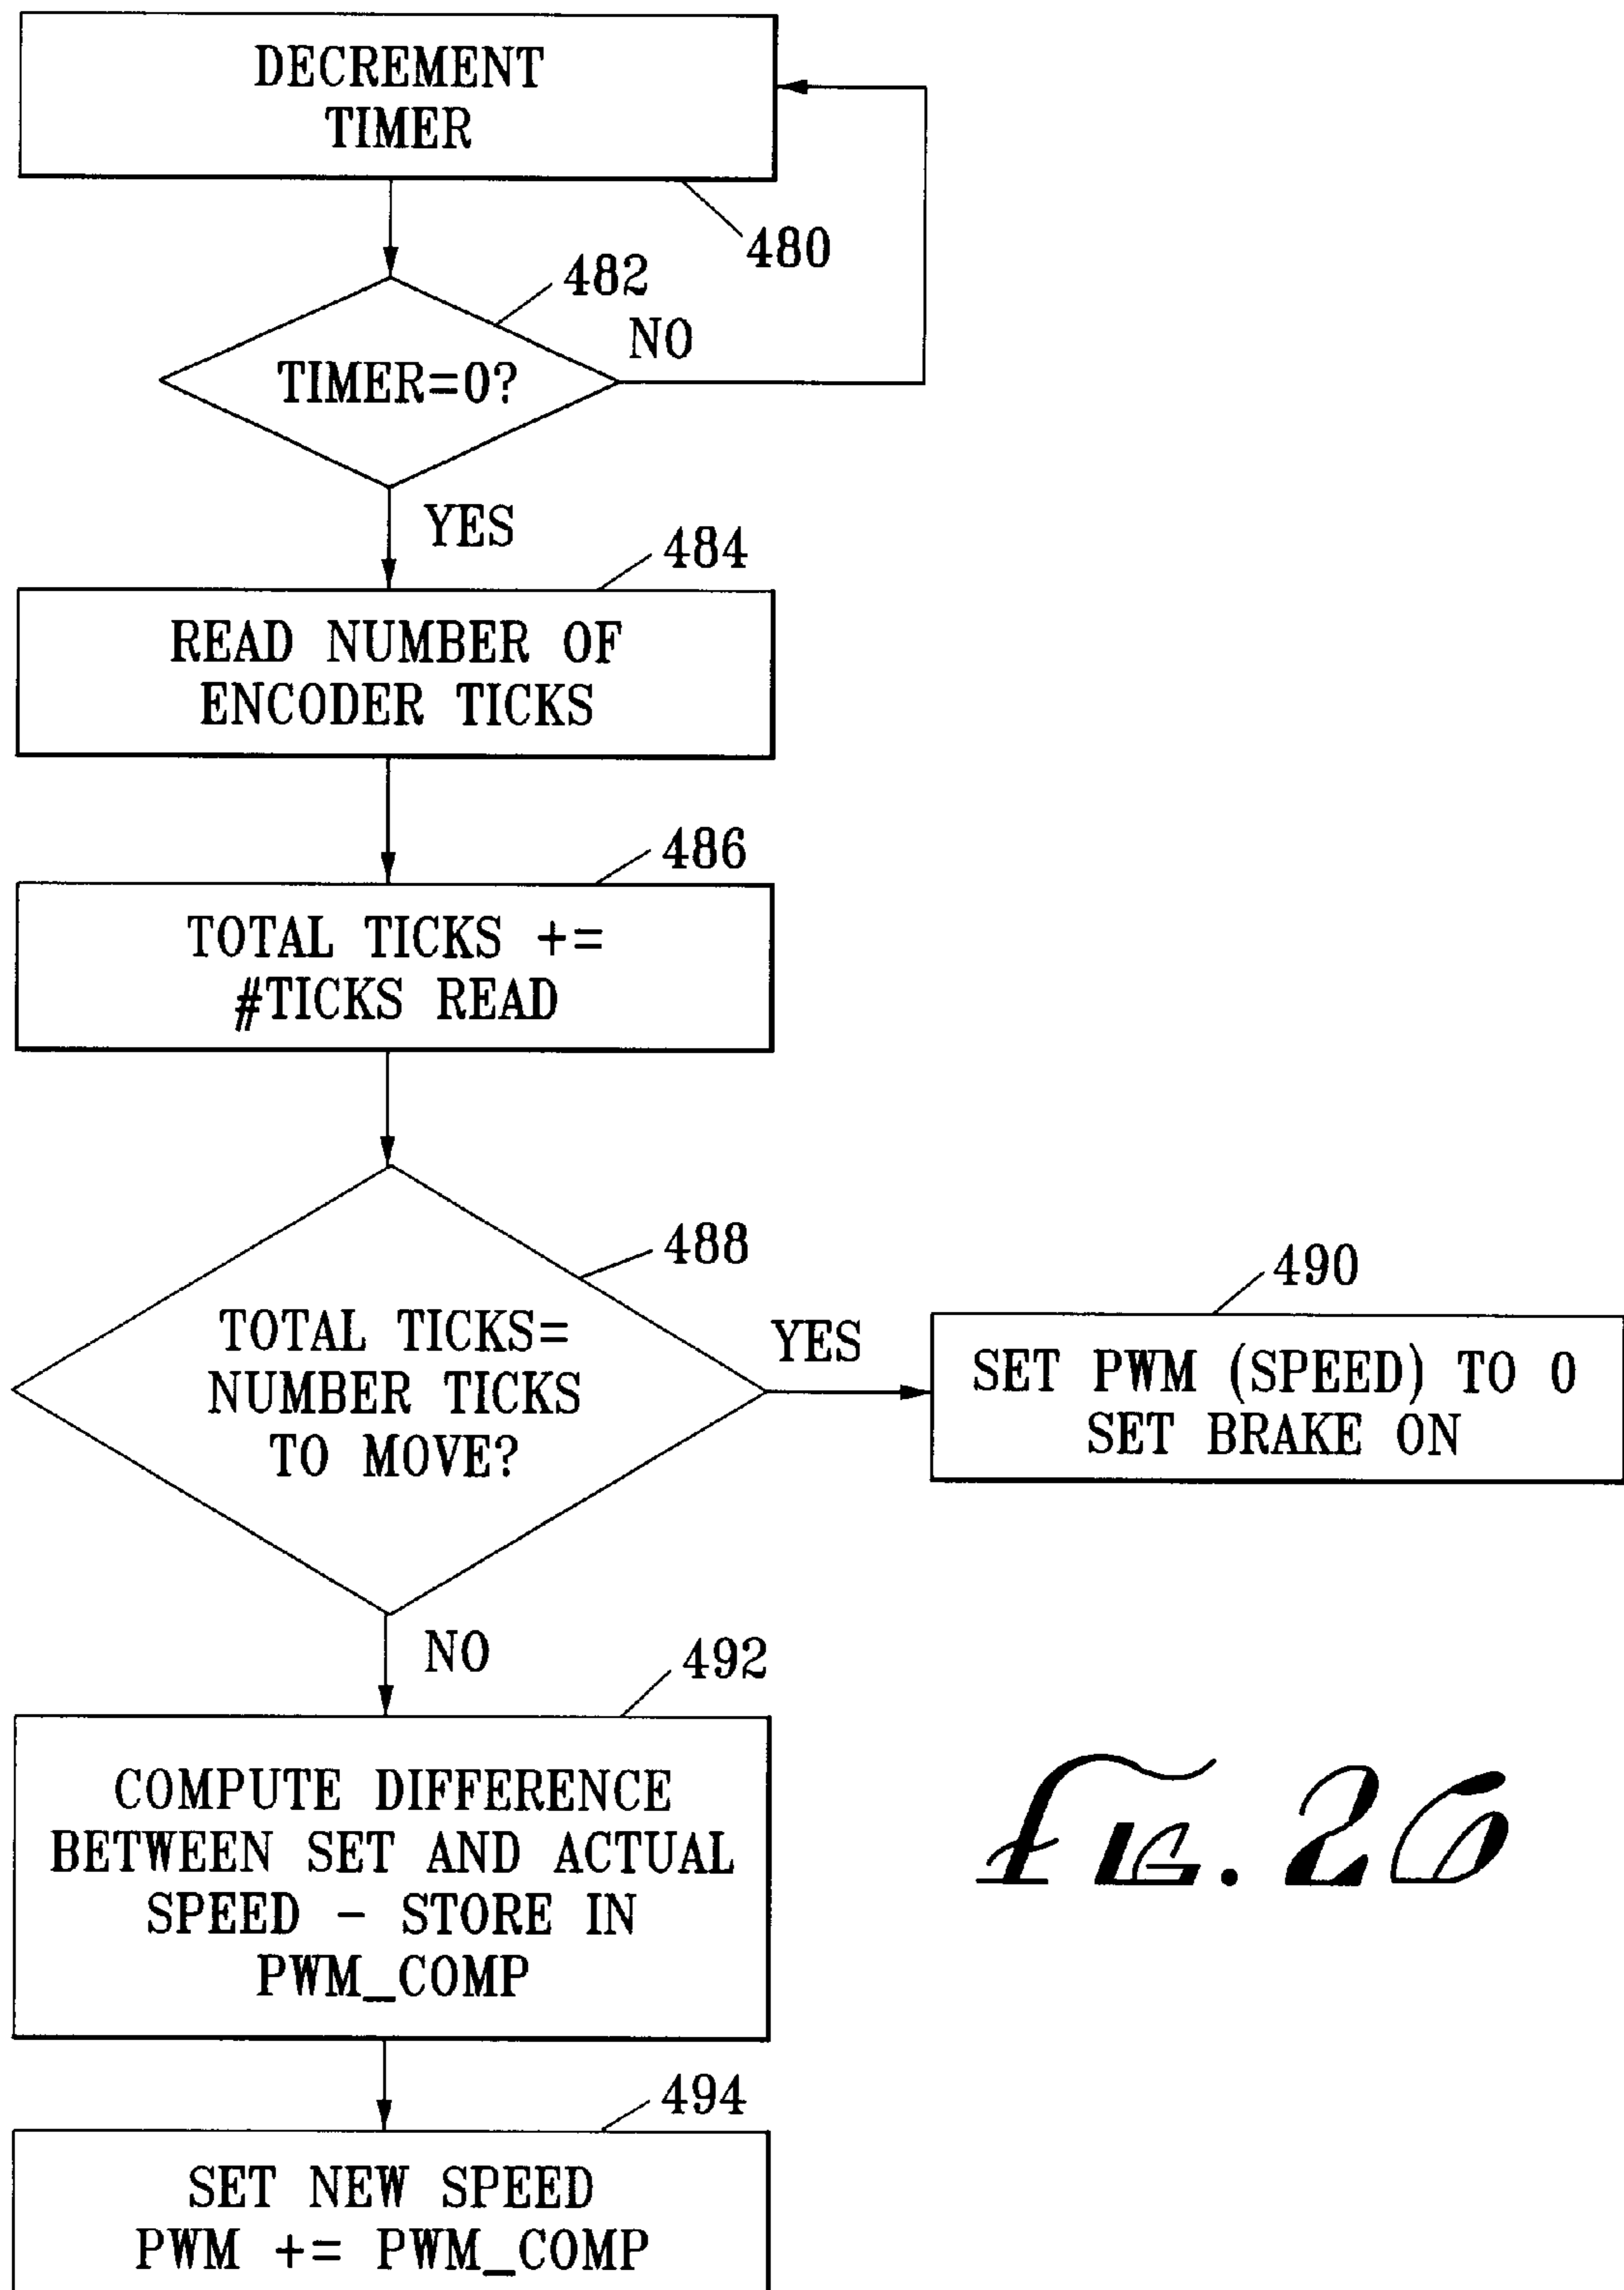 DECREMENT
TIMER
480
482
NO
TIMER=0?
YES
484
READ NUMBER OF
ENCODER TICKS
486
TOTAL TICKS +=
#TICKS READ
488
TOTAL TICKS=
NUMBER TICKS
TO MOVE?
YES
490
SET PWM (SPEED) TO 0
SET BRAKE ON
NO
492
COMPUTE DIFFERENCE
BETWEEN SET AND ACTUAL
SPEED - STORE IN
PWM_COMP
494
SET NEW SPEED
PWM += PWM_COMP
FIG. 26